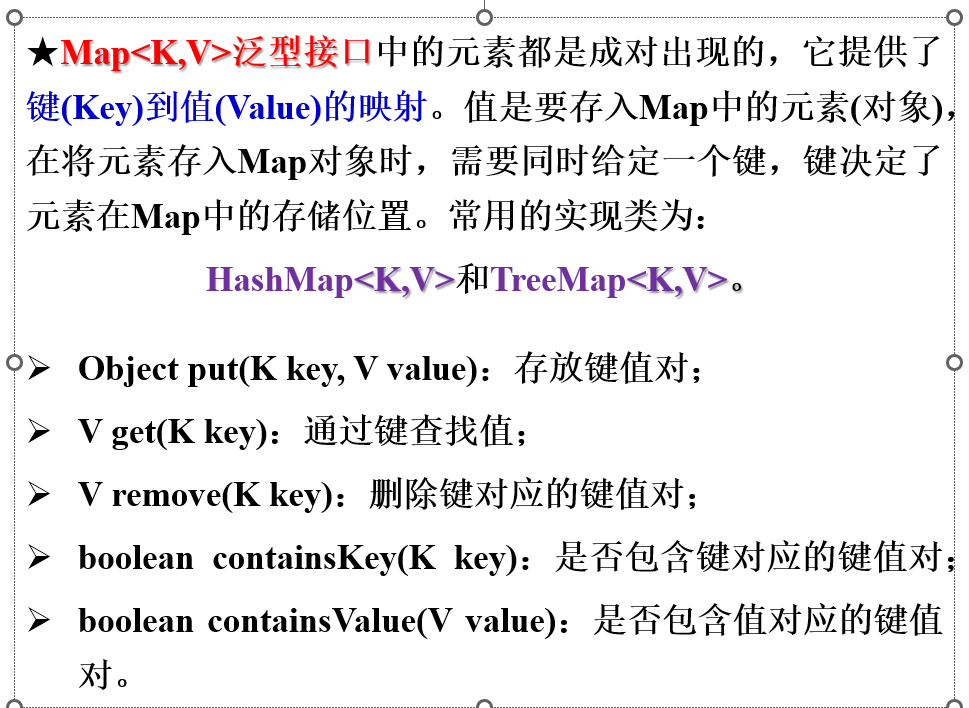 ★Map<K,V>泛型接口中的元素都是成对出现的，它提供了
键(Key)到值(Value)的映射。值是要存入Map中的元素(对象)，
在将元素存入Map对象时，需要同时给定一个键，键决定了
元素在Map中的存储位置。常用的实现类为：
HashMap<K,V>和TreeMap<K,V>。
➢ Object put(K key, V value)：存放键值对；
➢ V get(K key)：通过键查找值；
➢ V remove(K key)：删除键对应的键值对；
➢ boolean containsKey(K key)：是否包含键对应的键值对；
➢ boolean containsValue(V value)：是否包含值对应的键值
对。